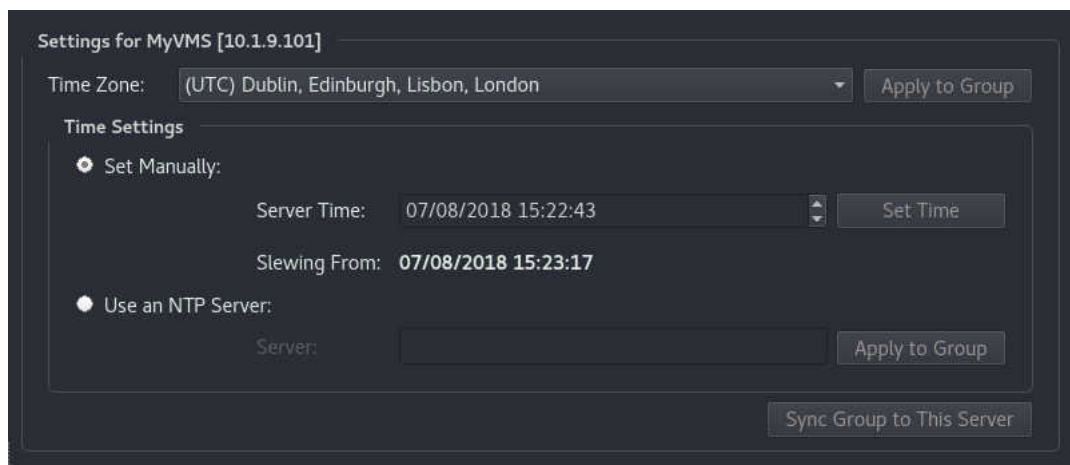 Settings for MyVMS [10.1.9.101]
Time Zone: (UTC) Dublin, Edinburgh, Lisbon, London Apply to Group
Time Settings
Set Manually:
Server Time: 07/08/2018 15:22:43 Set Time
Slewing From: 07/08/2018 15:23:17
Use an NTP Server:
Server: Apply to Group
Sync Group to This Server